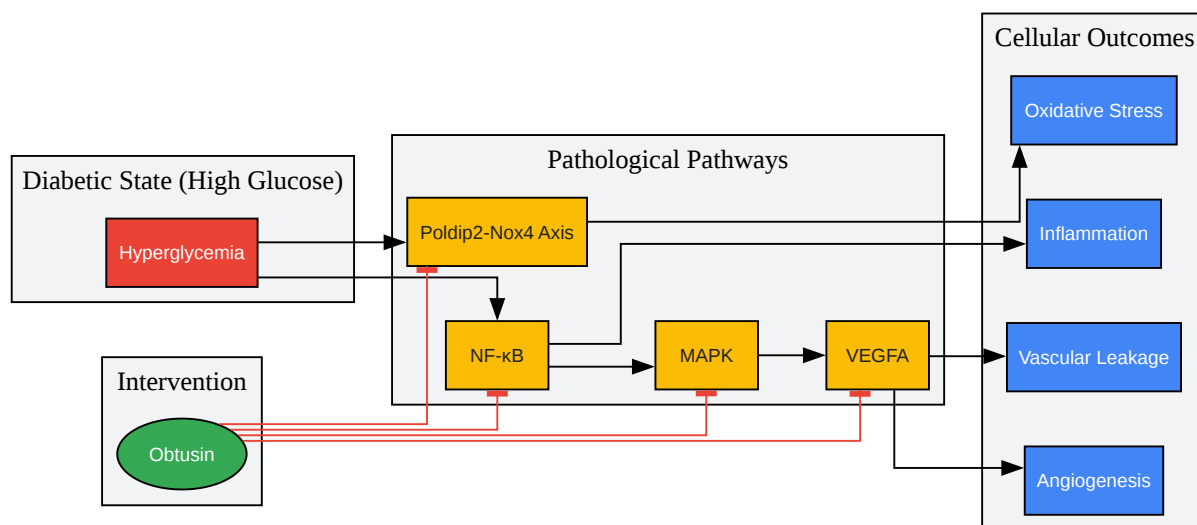 Cellular Outcomes
Oxidative Stress
Pathological Pathways
Diabetic State (High Glucose)
Poldip2-Nox4 Axis
Hyperglycemia
Inflammation
NF-κB
MAPK
VEGFA
Vascular Leakage
Intervention
Obtusin
Angiogenesis